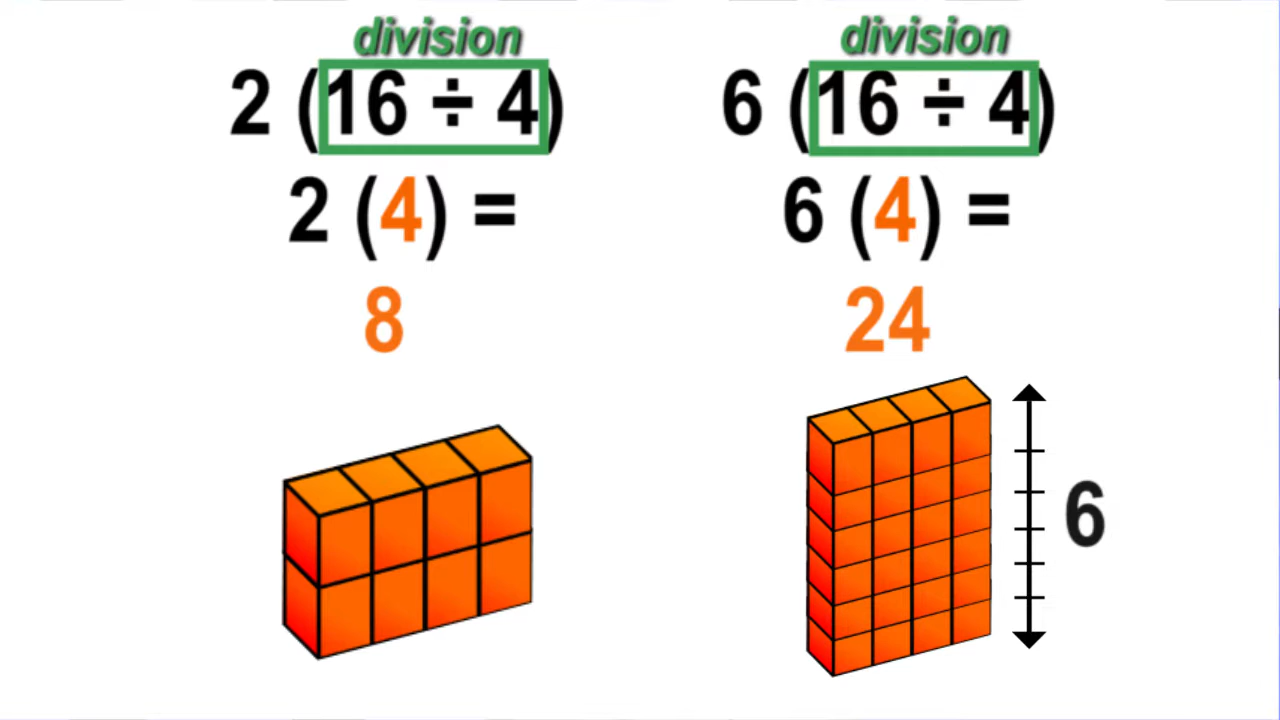 division
2 (16 ÷ 4)
2 (4) =
8
division
6 (16 ÷ 4)
6 (4) =
24
6